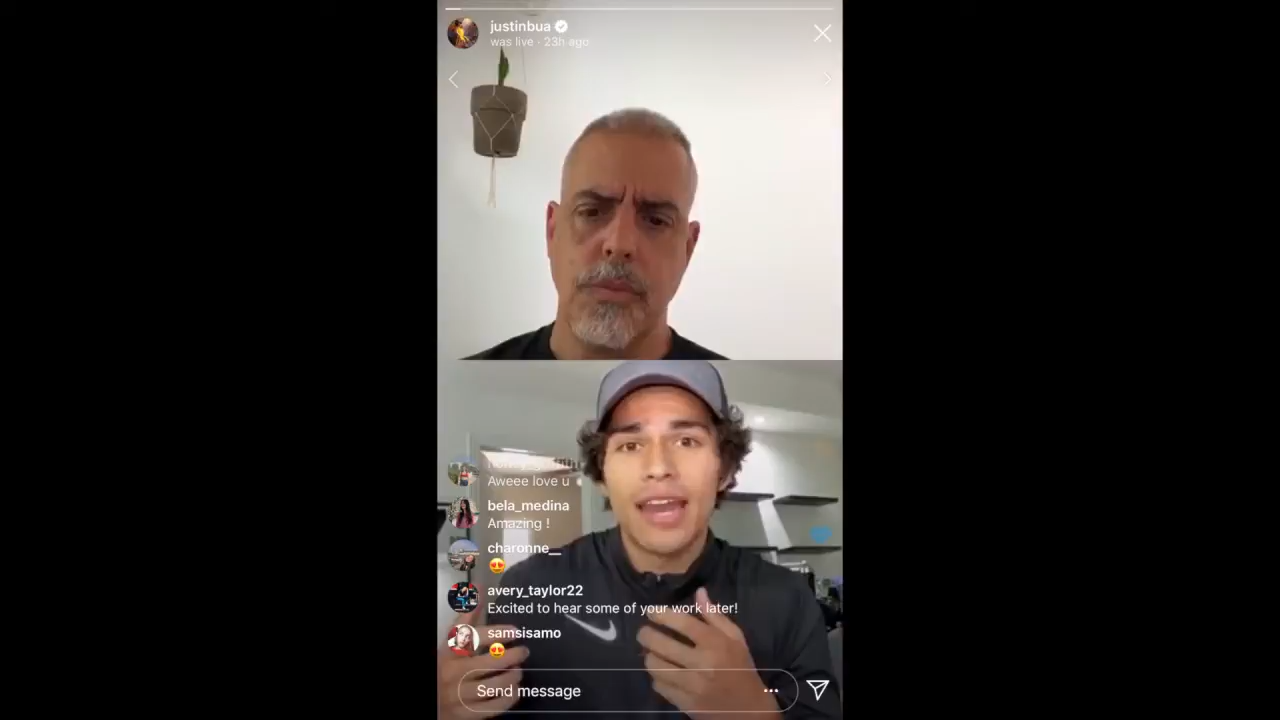 justinbua
was live · 23h ago
Aweee love u
bela_medina
Amazing !
charonne__
avery_taylor22
Excited to hear some of your work later!
samsisamo
Send message